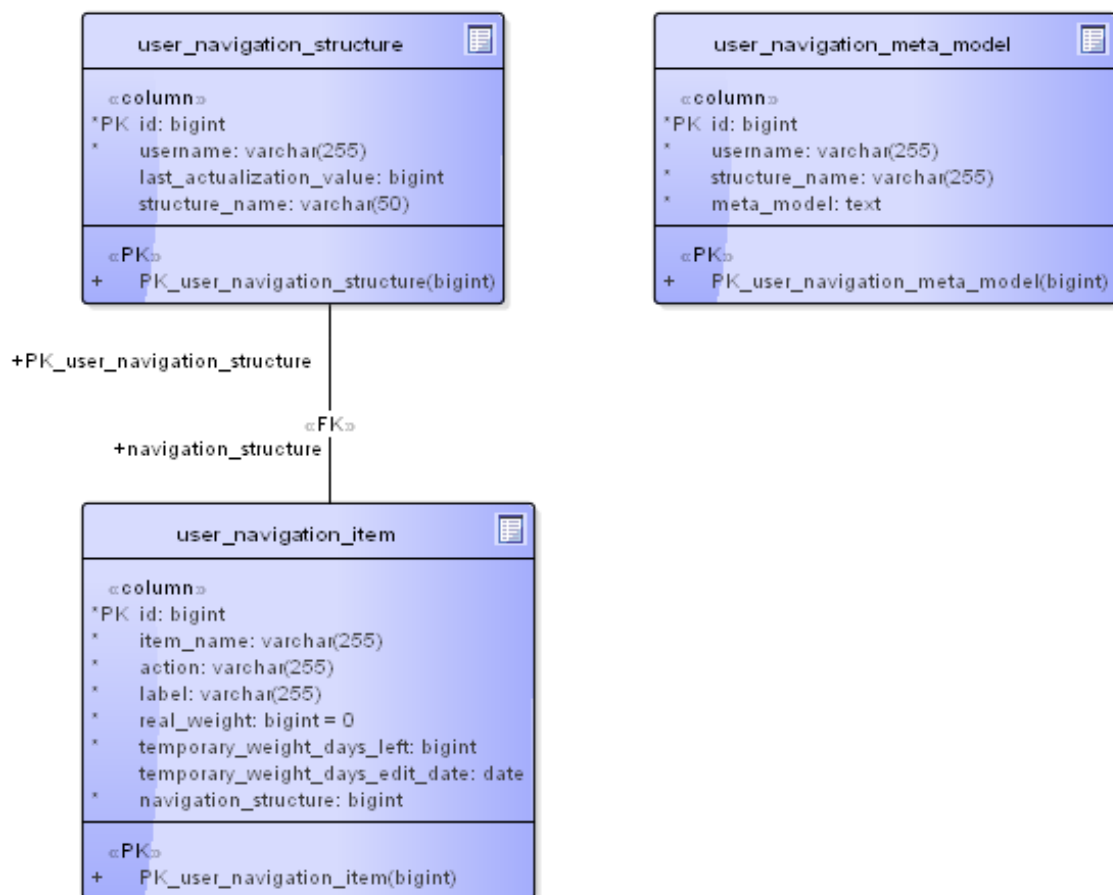 user_navigation_structure
«column»
*PK id: bigint
* username: varchar(255)
last_actualization_value: bigint
structure_name: varchar(50)
«PK»
+ PK_user_navigation_structure(bigint)
user_navigation_meta_model
«column»
*PK id: bigint
* username: varchar(255)
* structure_name: varchar(255)
* meta_model: text
«PK»
+ PK_user_navigation_meta_model(bigint)
+PK_user_navigation_structure
«FK»
+navigation_structure
user_navigation_item
«column»
*PK id: bigint
* item_name: varchar(255)
* action: varchar(255)
* label: varchar(255)
* real_weight: bigint = 0
* temporary_weight_days_left: bigint
temporary_weight_days_edit_date: date
* navigation_structure: bigint
«PK»
+ PK_user_navigation_item(bigint)